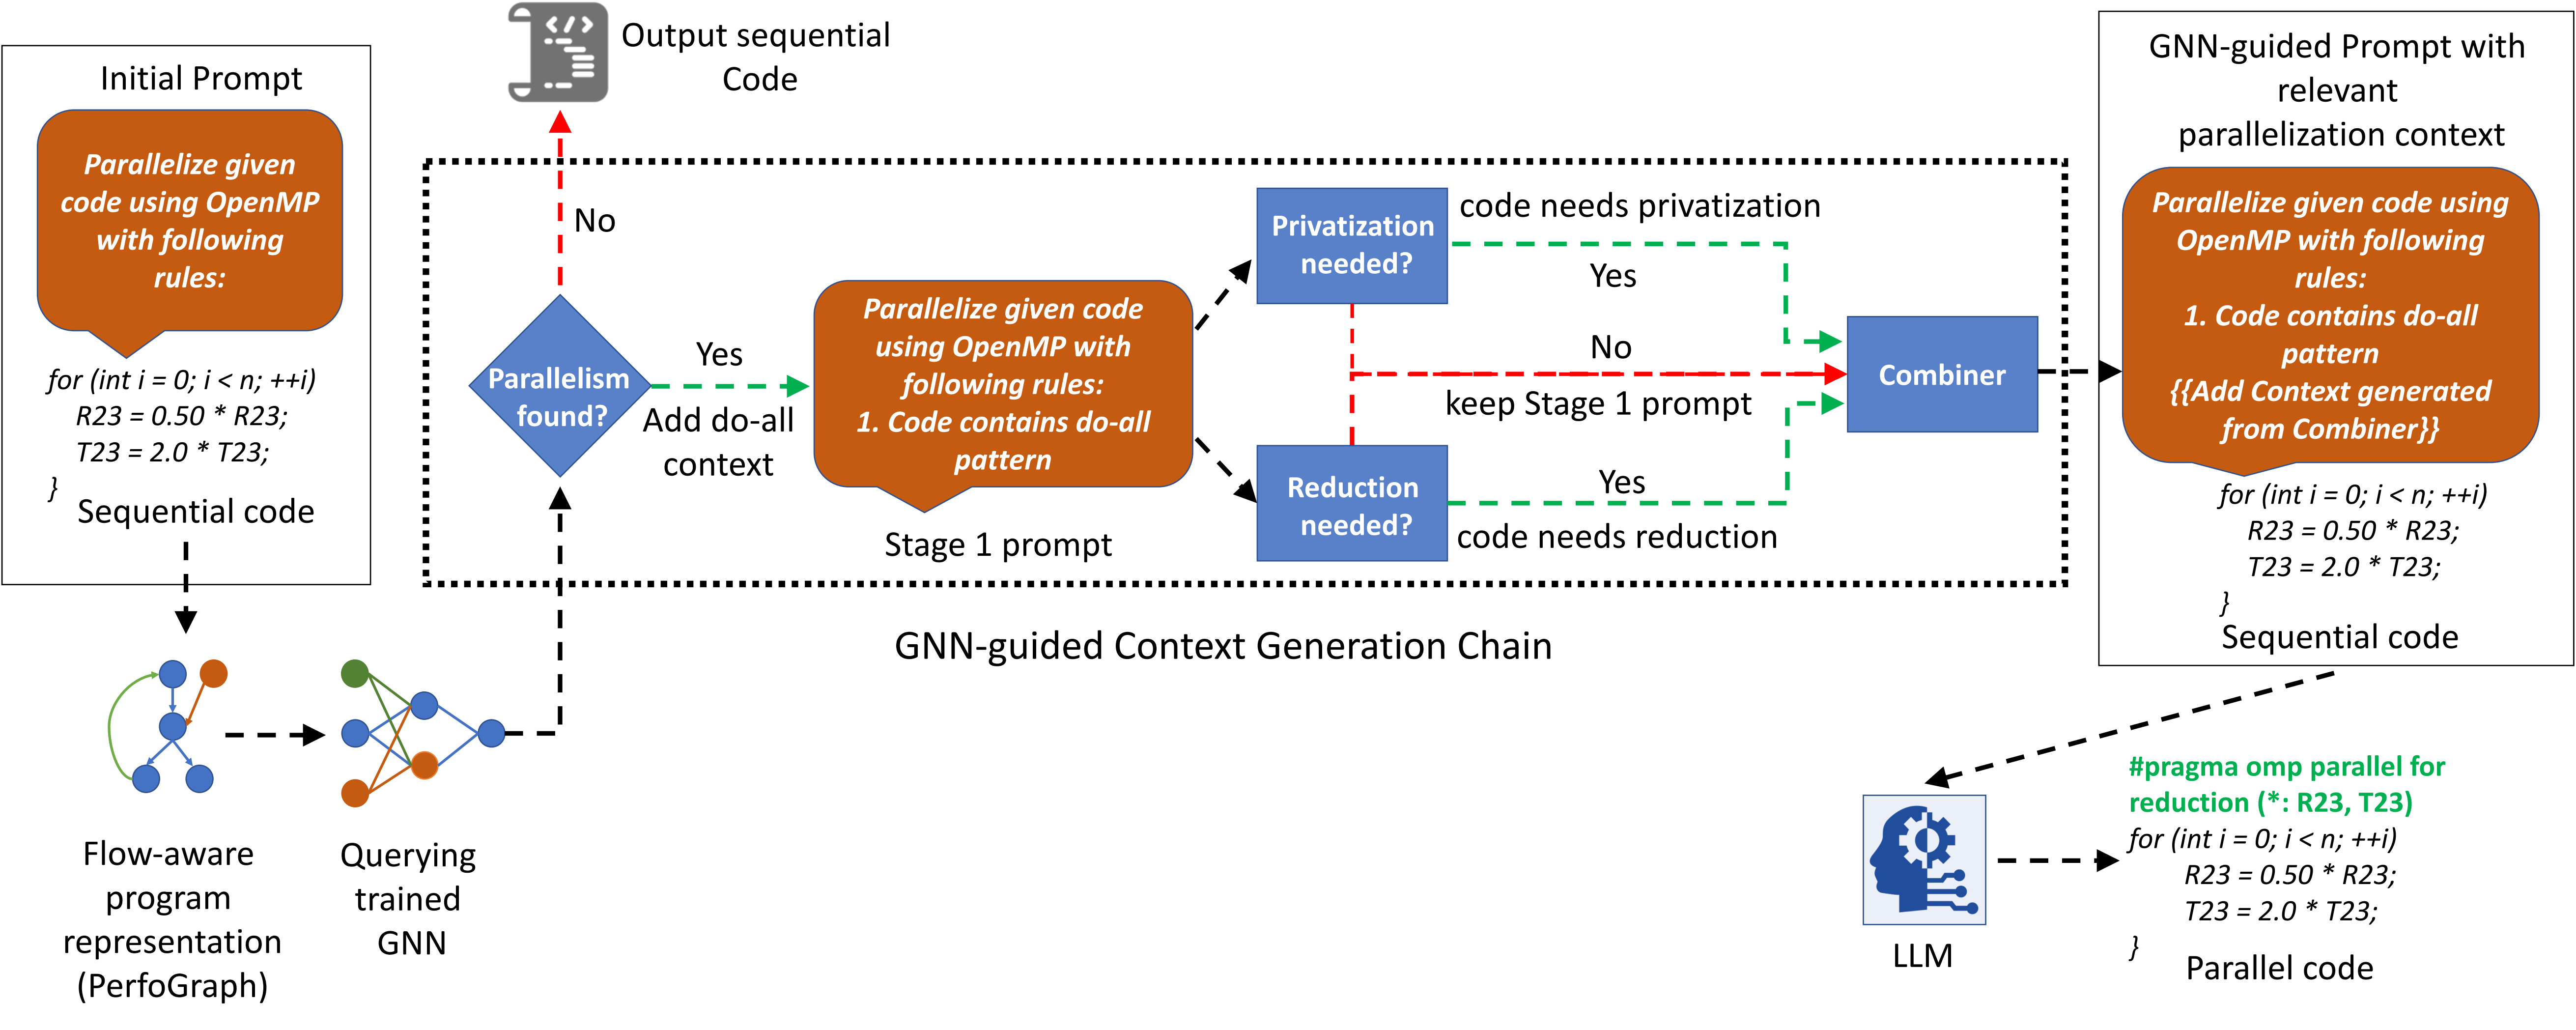 Initial Prompt
Parallelize given
code using OpenMP
with following
rules:
for (int i = 0; i < n; ++i)
R23 = 0.50 * R23;
T23 = 2.0 * T23;
}
Sequential code
Flow-aware
program
representation
(PerfoGraph)
Querying
trained
GNN
Output sequential
Code
No
Parallelism
found?
Yes
Add do-all
context
Parallelize given code
using OpenMP with
following rules:
1. Code contains do-all
pattern
Stage 1 prompt
Privatization
needed?
code needs privatization
Yes
No
keep Stage 1 prompt
Reduction
needed?
Yes
code needs reduction
Combiner
GNN-guided Context Generation Chain
GNN-guided Prompt with
relevant
parallelization context
Parallelize given code using
OpenMP with following
rules:
1. Code contains do-all
pattern
{{Add Context generated
from Combiner}}
for (int i = 0; i < n; ++i)
R23 = 0.50 * R23;
T23 = 2.0 * T23;
}
Sequential code
LLM
#pragma omp parallel for
reduction (*: R23, T23)
for (int i = 0; i < n; ++i)
R23 = 0.50 * R23;
T23 = 2.0 * T23;
}
Parallel code